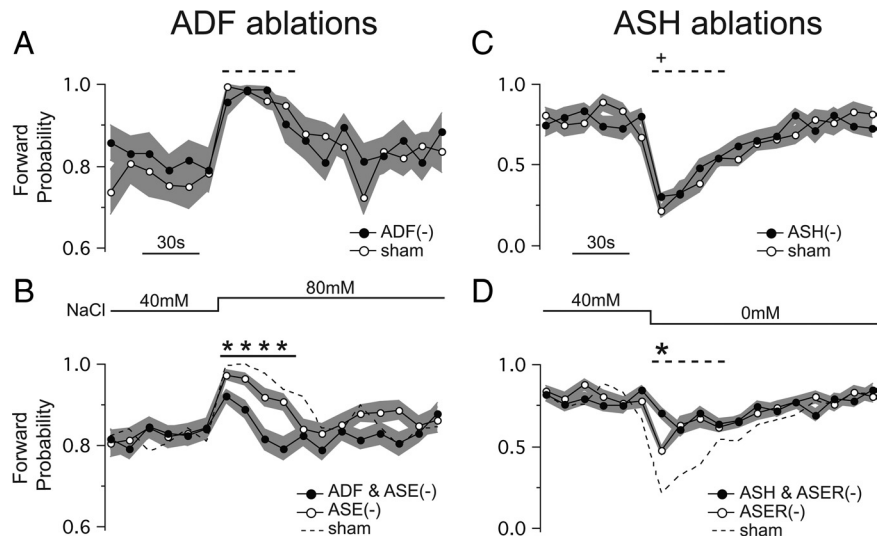 ADF ablations
ASH ablations
A
1.0
0.8
0.6
Forward
Probability
30s
ADF(-)
sham
C
+
1.0
0.5
0.0
Forward
Probability
30s
ASH(-)
sham
B
NaCl
40mM
80mM
* * * *
1.0
0.8
0.6
Forward
Probability
ADF & ASE(-)
ASE(-)
sham
D
40mM
0mM
*
1.0
0.5
0.0
ASH & ASER(-)
ASER(-)
sham